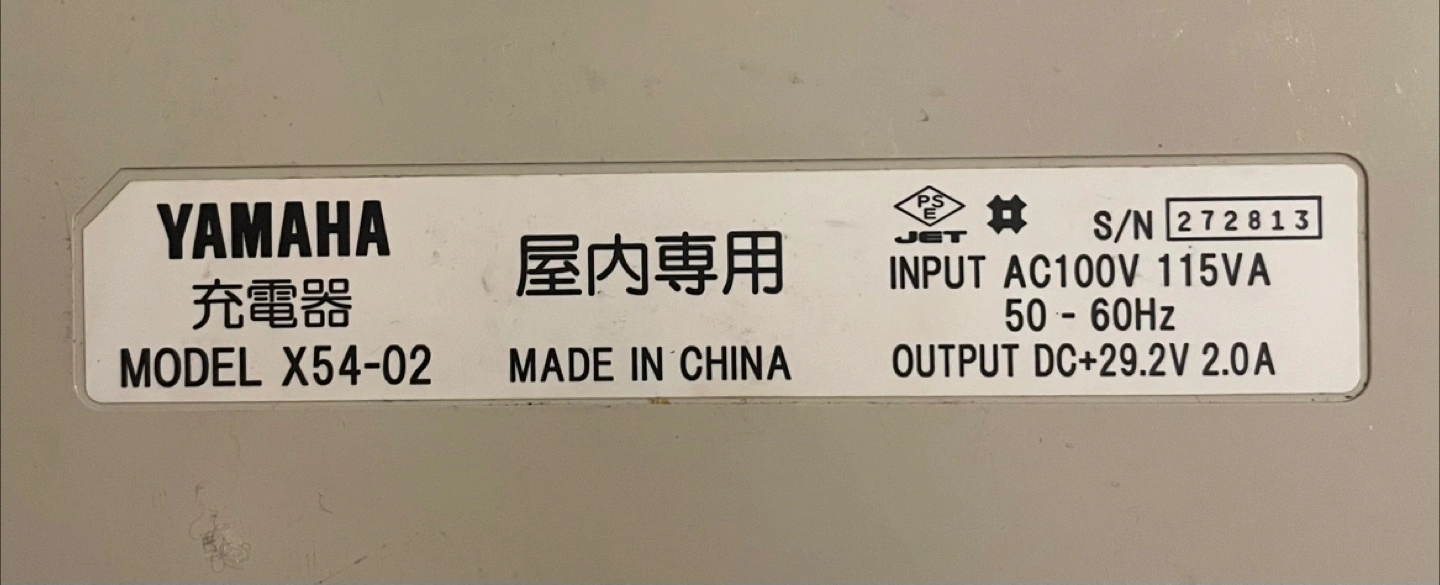 YAMAHA
充電器
MODEL X54-02
屋内専用
MADE IN CHINA
PSE
JET
S/N 272813
INPUT AC100V 115VA
50 - 60Hz
OUTPUT DC+29.2V 2.0A